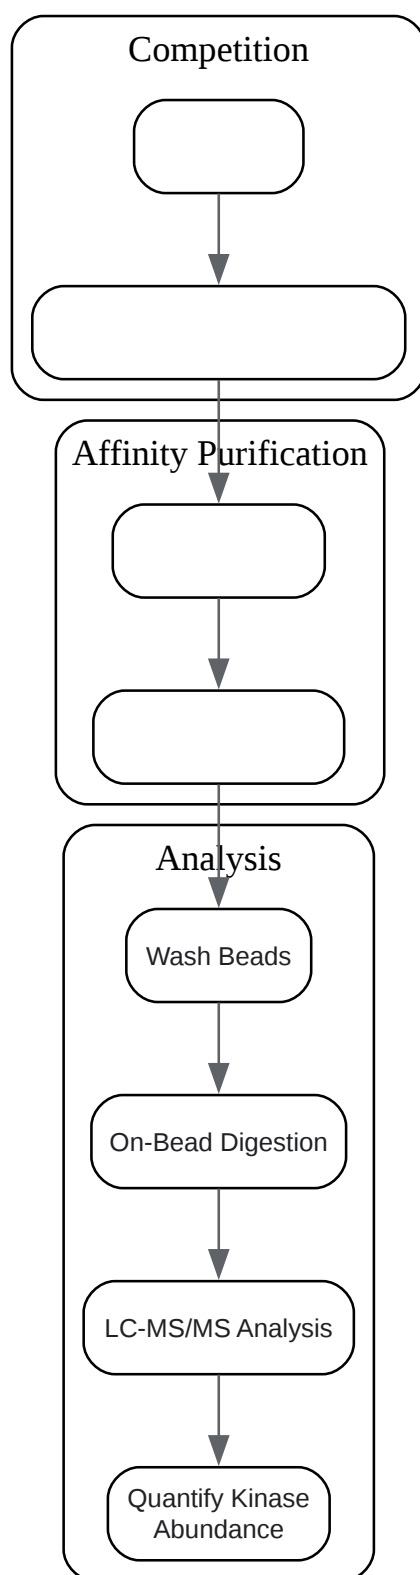 Competition
Affinity Purification
Analysis
Wash Beads
On-Bead Digestion
LC-MS/MS Analysis
Quantify Kinase
Abundance